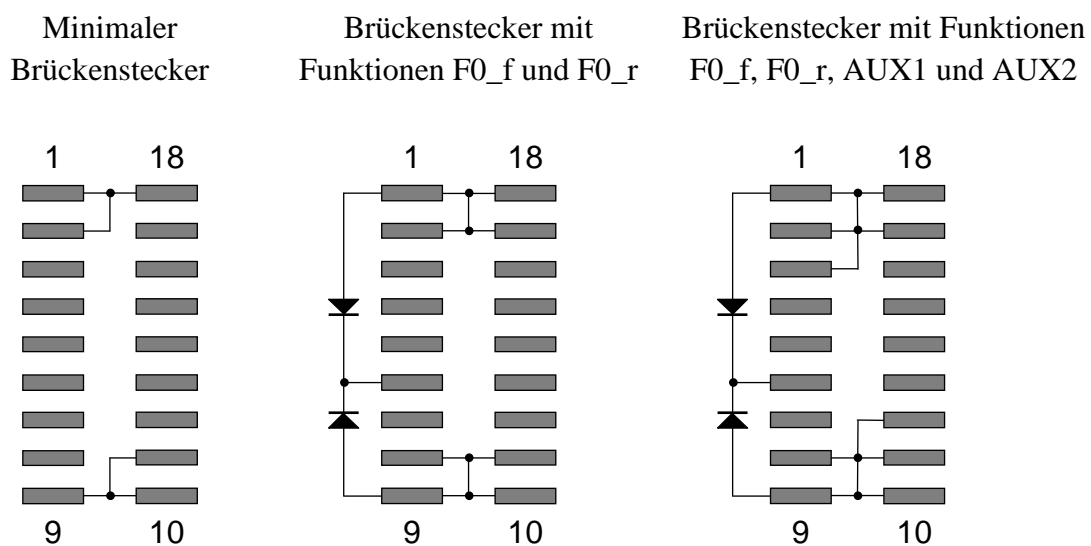 Minimaler
Brückenstecker
Brückenstecker mit
Funktionen F0_f und F0_r
Brückenstecker mit Funktionen
F0_f, F0_r, AUX1 und AUX2
1 18
1 18
1 18
9 10
9 10
9 10